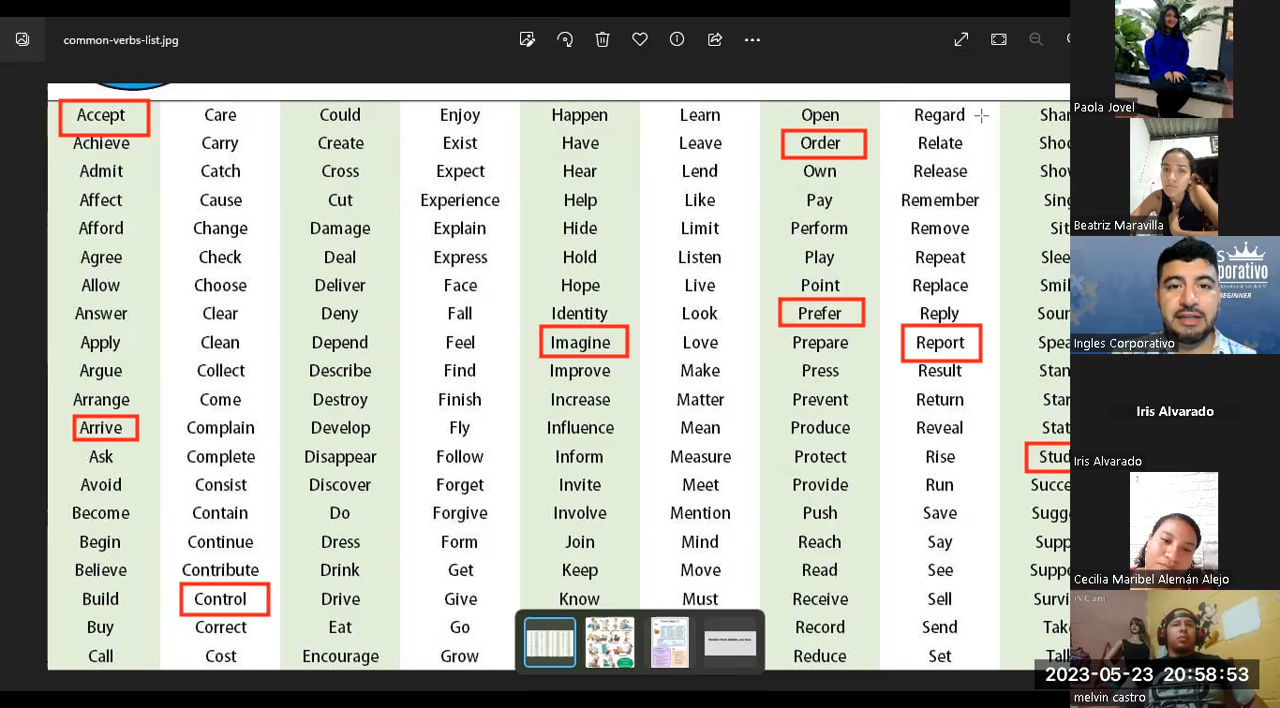 common-verbs-list.jpg
Accept Care Could Enjoy Happen Learn Open Regard
Achieve Carry Create Exist Have Leave Order Relate
Admit Catch Cross Expect Hear Lend Own Release
Affect Cause Cut Experience Help Like Pay Remember
Afford Change Damage Explain Hide Limit Perform Remove
Agree Check Deal Express Hold Listen Play Repeat
Allow Choose Deliver Face Hope Live Point Replace
Answer Clear Deny Fall Identity Look Prefer Reply
Apply Clean Depend Feel Imagine Love Prepare Report
Argue Collect Describe Find Improve Make Press Result
Arrange Come Destroy Finish Increase Matter Prevent Return
Arrive Complain Develop Fly Influence Mean Produce Reveal
Ask Complete Disappear Follow Inform Measure Protect Rise
Avoid Consist Discover Forget Invite Meet Provide Run
Become Contain Do Forgive Involve Mention Push Save
Begin Continue Dress Form Join Mind Reach Say
Believe Contribute Drink Get Keep Move Read See
Build Control Drive Give Know Must Receive Sell
Buy Correct Eat Go Record Send
Call Cost Encourage Grow Reduce Set
Sit
Paola Jovel
Beatriz Maravilla
orporativo
BEGINNER
Ingles Corporativo
Iris Alvarado
Iris Alvarado
Cecilia Maribel Alemán Alejo
iVCam
2023-05-23 20:58:53
melvin castro